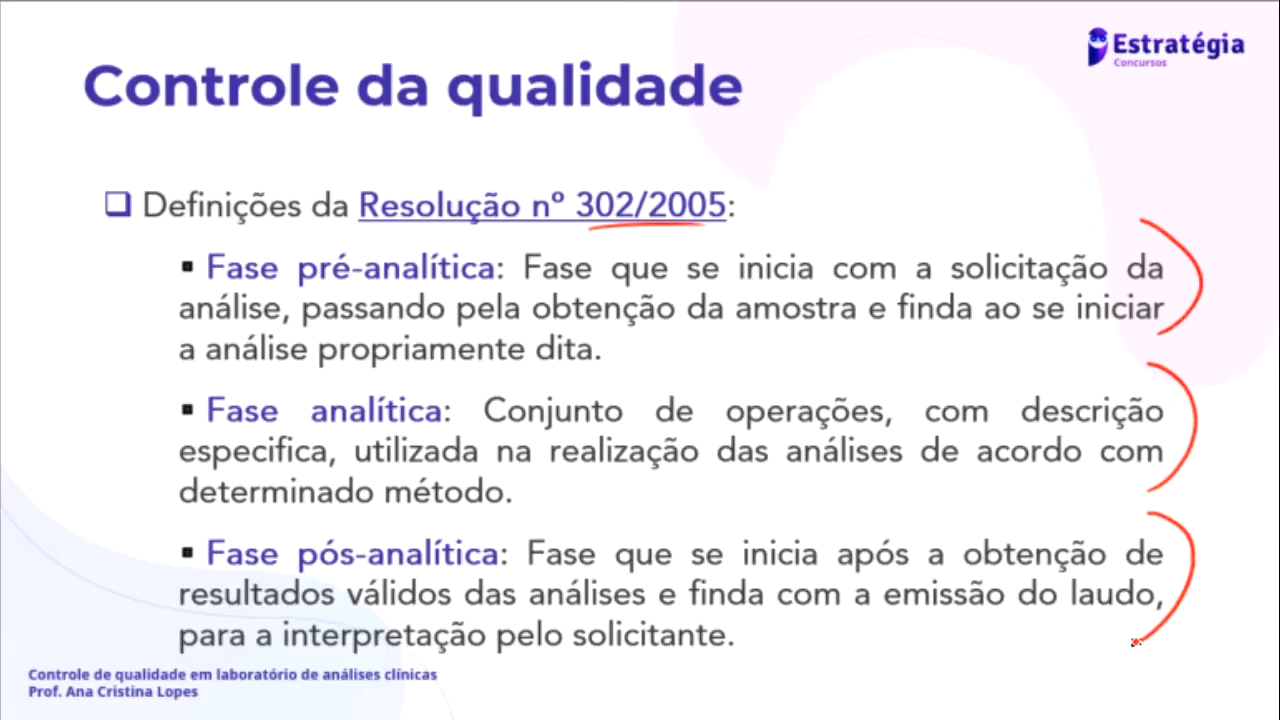 Estratégia
Concursos
Controle da qualidade
❑ Definições da Resolução nº 302/2005:
▪ Fase pré-analítica: Fase que se inicia com a solicitação da
análise, passando pela obtenção da amostra e finda ao se iniciar
a análise propriamente dita.
▪ Fase analítica: Conjunto de operações, com descrição
especifica, utilizada na realização das análises de acordo com
determinado método.
▪ Fase pós-analítica: Fase que se inicia após a obtenção de
resultados válidos das análises e finda com a emissão do laudo,
para a interpretação pelo solicitante.
Controle de qualidade em laboratório de análises clínicas
Prof. Ana Cristina Lopes